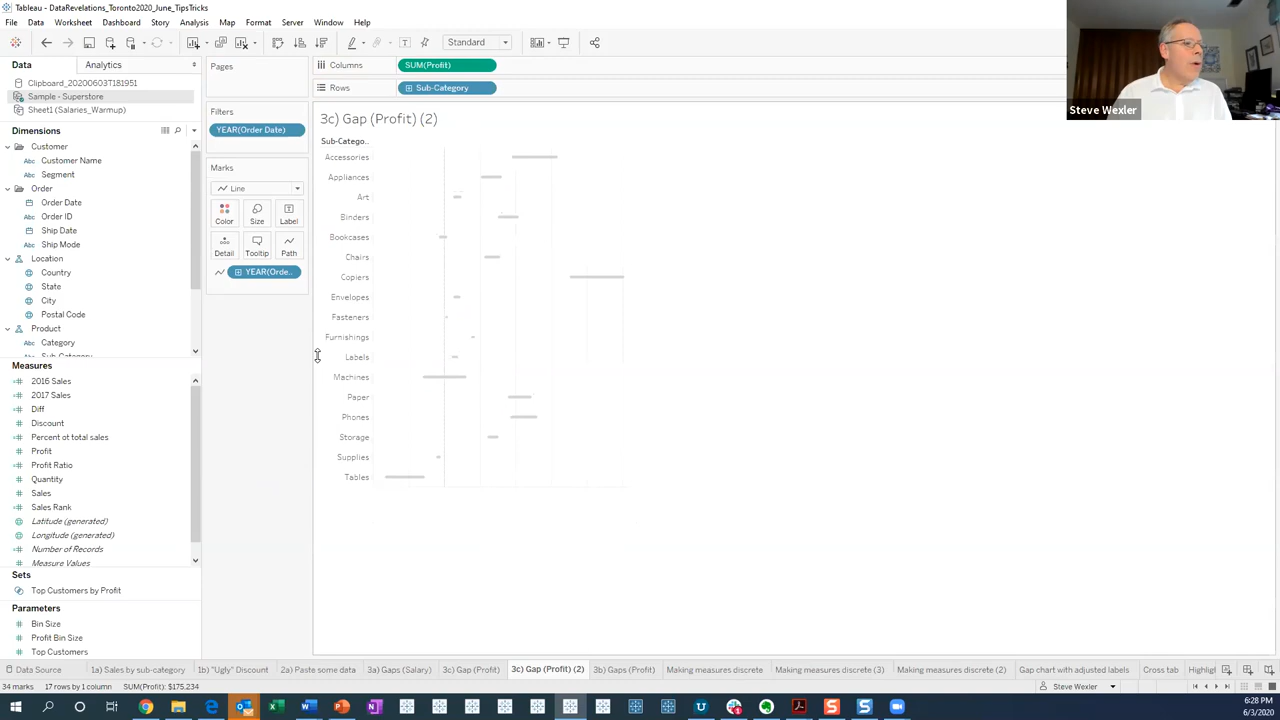 Tableau - DataRevelations_Toronto2020_June_TipsTricks
File Data Worksheet Dashboard Story Analysis Map Format Server Window Help
Standard
Data Analytics
Clipboard_20200603T181951
Sample - Superstore
Sheet1 (Salaries_Warmup)
Dimensions
Customer
Abc Customer Name
Abc Segment
Order
Order Date
Abc Order ID
Ship Date
Abc Ship Mode
Location
Country
State
City
Postal Code
Product
Abc Category
Abc Sub-Category
Measures
2016 Sales
2017 Sales
Diff
Discount
Percent ot total sales
Profit
Profit Ratio
Quantity
Sales
Sales Rank
Latitude (generated)
Longitude (generated)
Number of Records
Measure Values
Sets
Top Customers by Profit
Parameters
Bin Size
Profit Bin Size
Top Customers
Pages
Filters
YEAR(Order Date)
Marks
Line
Color Size Label
Detail Tooltip Path
YEAR(Orde..
Columns SUM(Profit)
Rows Sub-Category
3c) Gap (Profit) (2)
Sub-Catego..
Accessories
Appliances
Art
Binders
Bookcases
Chairs
Copiers
Envelopes
Fasteners
Furnishings
Labels
Machines
Paper
Phones
Storage
Supplies
Tables
Steve Wexler
Data Source 1a) Sales by sub-category 1b) "Ugly" Discount 2a) Paste some data 3a) Gaps (Salary) 3c) Gap (Profit) 3c) Gap (Profit) (2) 3b) Gaps (Profit) Making measures discrete Making measures discrete (3) Making measures discrete (2) Gap chart with adjusted labels Cross tab Highligl
34 marks 17 rows by 1 column SUM(Profit): $175,234 Steve Wexler
6:28 PM
6/3/2020